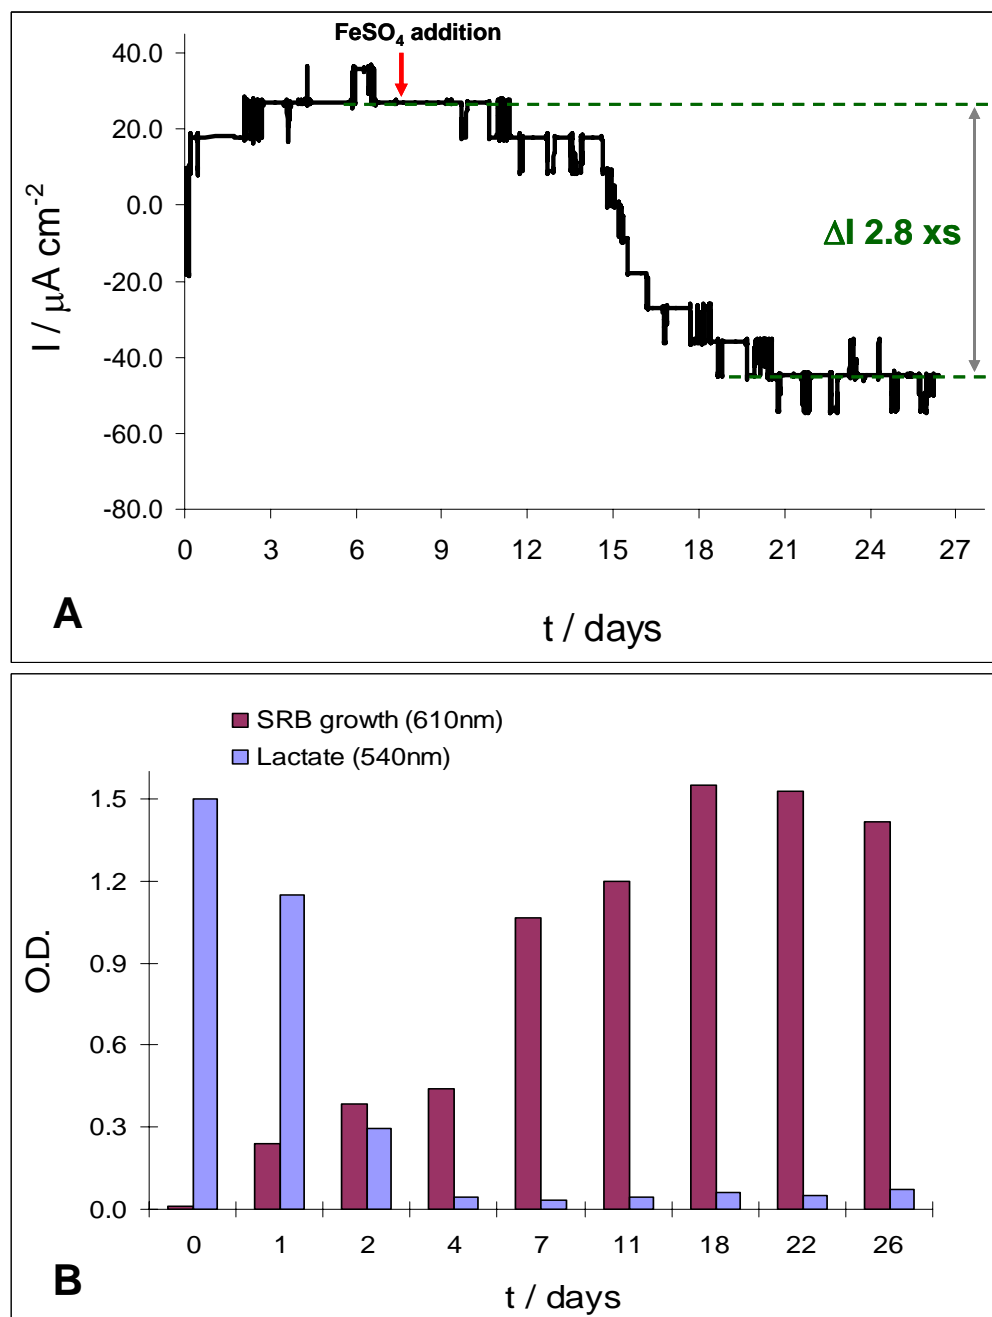 FeSO₄ addition
40.0
20.0
0.0
-20.0
-40.0
-60.0
-80.0
I / μA cm⁻²
ΔI 2.8 xs
0 3 6 9 12 15 18 21 24 27
t / days
A
SRB growth (610nm)
Lactate (540nm)
1.5
1.2
0.9
0.6
0.3
0.0
O.D.
0 1 2 4 7 11 18 22 26
t / days
B